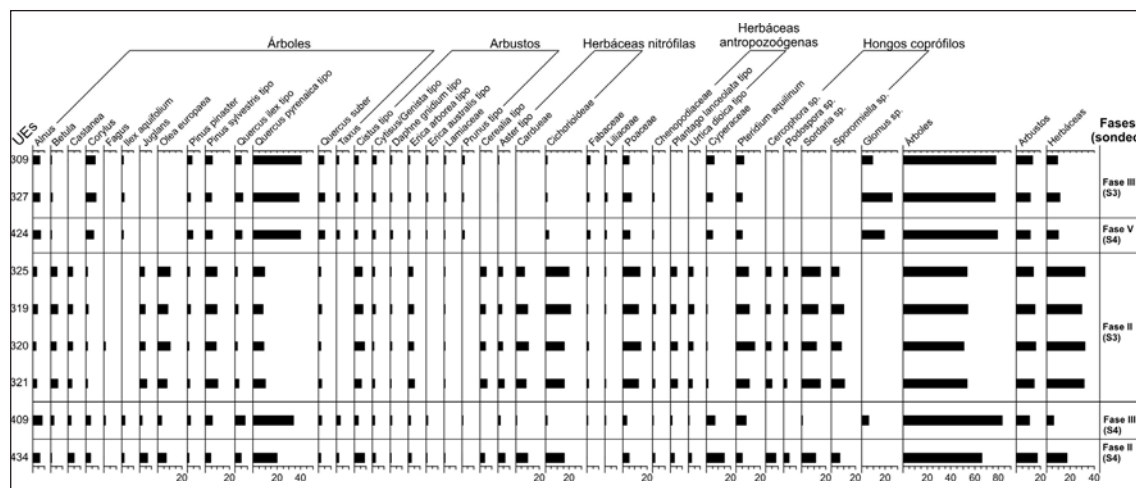 Árboles
Arbustos
Herbáceas nitrófilas
Herbáceas
antropozoógenas
Hongos coprófilos
UEs
Alnus
Betula
Castanea
Corylus
Fagus
Ilex aquifolium
Juglans
Olea europaea
Pinus pinaster
Pinus sylvestris tipo
Quercus ilex tipo
Quercus pyrenaica tipo
Quercus suber
Taxus
Cistus tipo
Cytisus/Genista tipo
Daphne gnidium tipo
Erica arborea tipo
Erica australis tipo
Lamiaceae
Prunus tipo
Cerealia tipo
Aster tipo
Cardueae
Cichorioideae
Fabaceae
Liliaceae
Poaceae
Chenopodiaceae
Plantago lanceolata tipo
Urtica dioica tipo
Cyperaceae
Pteridium aquilinum
Cercophora sp.
Podospora sp.
Sordaria sp.
Sporormiella sp.
Glomus sp.
Árboles
Arbustos
Herbáceas
Fases
(sondeo
309
327
Fase III
(S3)
424
Fase V
(S4)
325
319
320
321
Fase II
(S3)
409
Fase III
(S4)
434
Fase II
(S4)
20 20 20 40 20 20 20 20 20 20 20 20 40 60 80 20 20 40